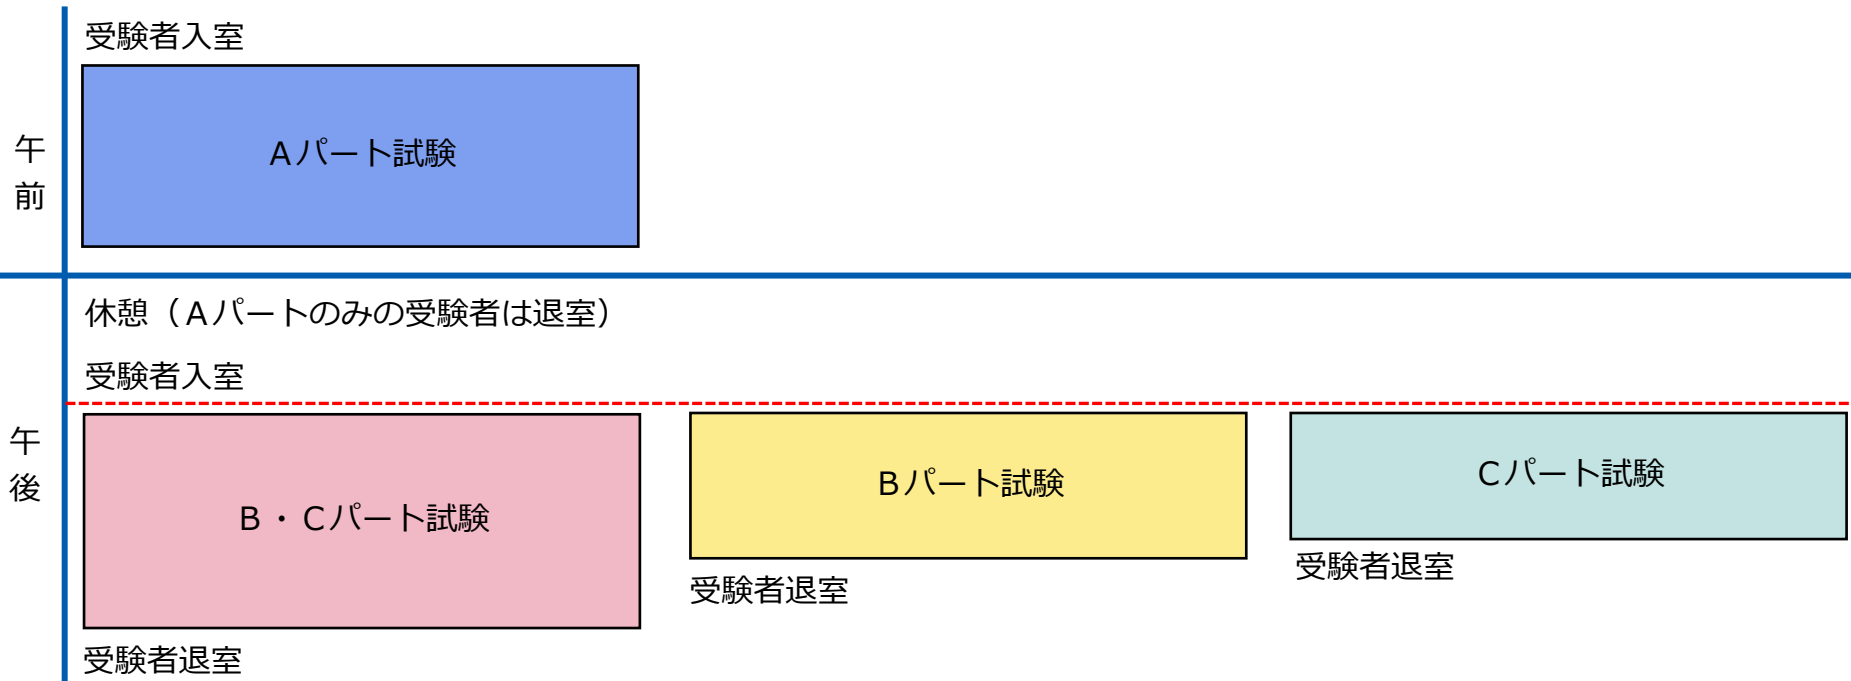 午前
受験者入室
Aパート試験
午後
休憩（Aパートのみの受験者は退室）
受験者入室
B・Cパート試験
受験者退室
Bパート試験
受験者退室
Cパート試験
受験者退室